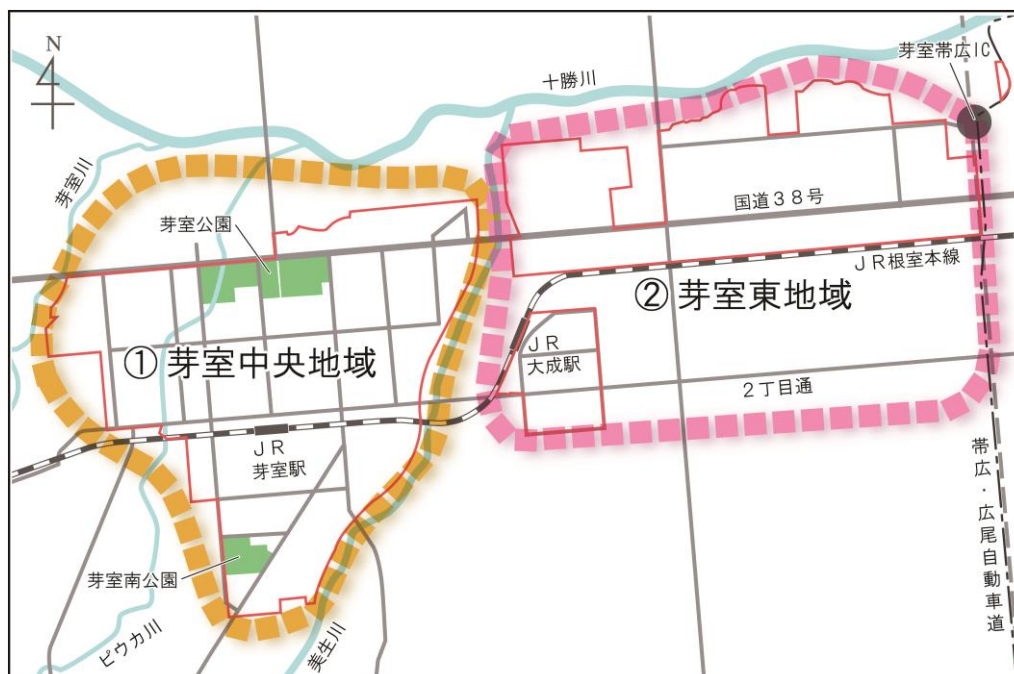 N
芽室帯広IC
十勝川
芽室川
芽室公園
国道38号
JR根室本線
② 芽室東地域
① 芽室中央地域
JR
大成駅
2丁目通
JR
芽室駅
芽室南公園
ピウカ川
美生川
帯広・広尾自動車道